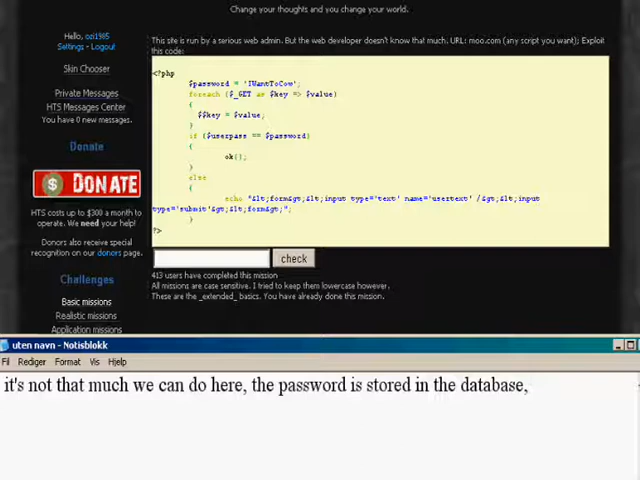 Change your thoughts and you change your world.
Hello, ozi1985
Settings - Logout
Skin Chooser
Private Messages
HTS Messages Center
You have 0 new messages.
Donate
$ DONATE
HTS costs up to $300 a month to
operate. We need your help!
Donors also receive special
recognition on our donors page.
Challenges
Basic missions
Realistic missions
Application missions
This site is run by a serious web admin. But the web developer doesn't know that much. URL: moo.com (any script you want); Exploit
this code:
<?php
$password = 'IWantToCow';
foreach ($_GET as $key => $value)
{
$$key = $value;
}
if ($userpass == $password)
{
ok();
}
else
{
echo "&lt;form&gt;&lt;input type='text' name='usertext' /&gt;&lt;input
type='submit'&gt;&lt;form&gt;";
}
?>
check
413 users have completed this mission
All missions are case sensitive. I tried to keep them lowercase however.
These are the _extended_ basics. You have already done this mission.
uten navn - Notisblokk
Fil Rediger Format Vis Hjelp
it's not that much we can do here, the password is stored in the database,